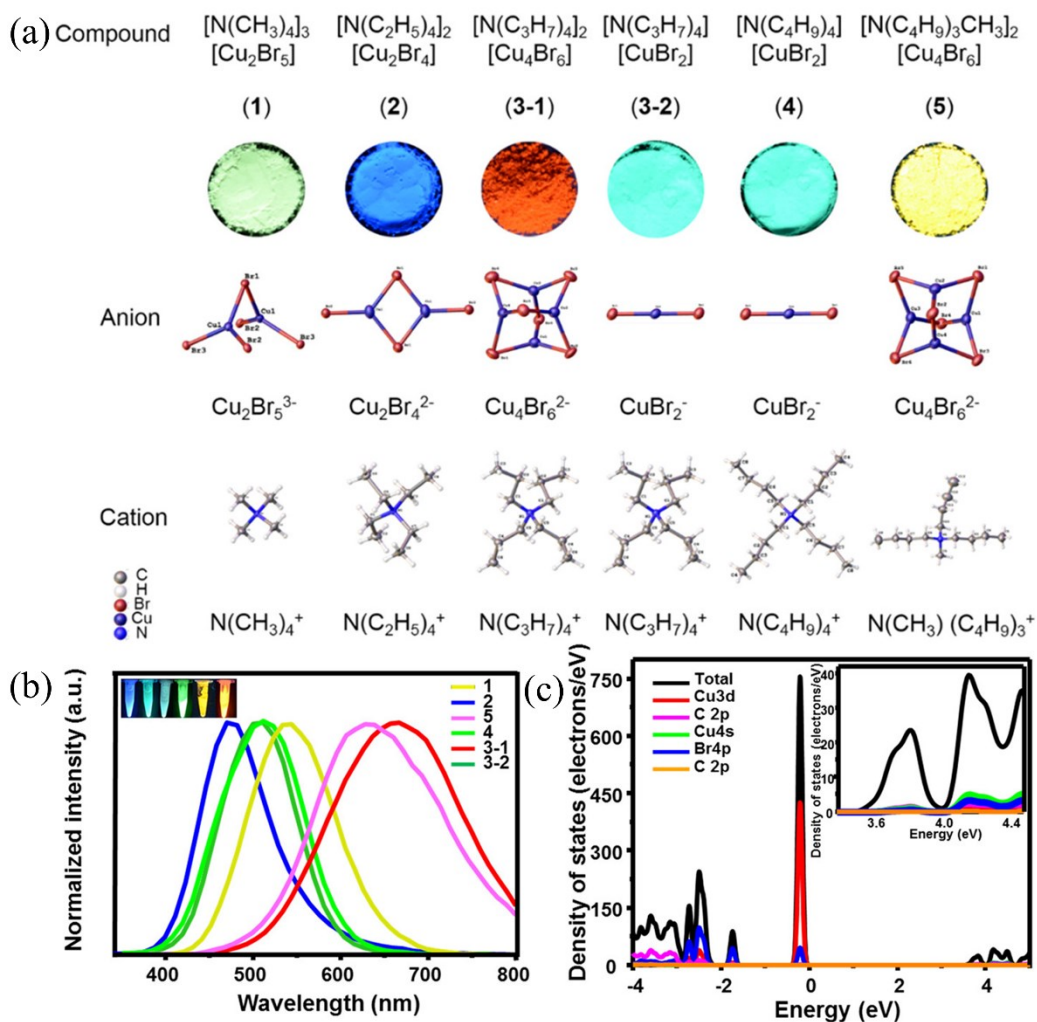 (a) Compound
[N(CH₃)₄]₃ [N(C₂H₅)₄]₂ [N(C₃H₇)₄]₂ [N(C₃H₇)₄] [N(C₄H₉)₄] [N(C₄H₉)₃CH₃]₂
[Cu₂Br₅] [Cu₂Br₄] [Cu₄Br₆] [CuBr₂] [CuBr₂] [Cu₄Br₆]
(1) (2) (3-1) (3-2) (4) (5)
Anion
Br1
Cu1 Cu1
Br2
Br3 Br2 Br3
Cu₂Br₅³⁻ Cu₂Br₄²⁻ Cu₄Br₆²⁻ CuBr₂⁻ CuBr₂⁻ Cu₄Br₆²⁻
Cation
C
H
Br
Cu
N
N(CH₃)₄⁺ N(C₂H₅)₄⁺ N(C₃H₇)₄⁺ N(C₃H₇)₄⁺ N(C₄H₉)₄⁺ N(CH₃) (C₄H₉)₃⁺
(b)
Normalized intensity (a.u.)
1
2
5
4
3-1
3-2
400 500 600 700 800
Wavelength (nm)
(c)
Density of states (electrons/eV)
750
600
450
300
150
0
Total
Cu3d
C 2p
Cu4s
Br4p
C 2p
Density of states (electrons/eV)
40
30
20
10
0
3.6 4.0 4.4
Energy (eV)
-4 -2 0 2 4
Energy (eV)